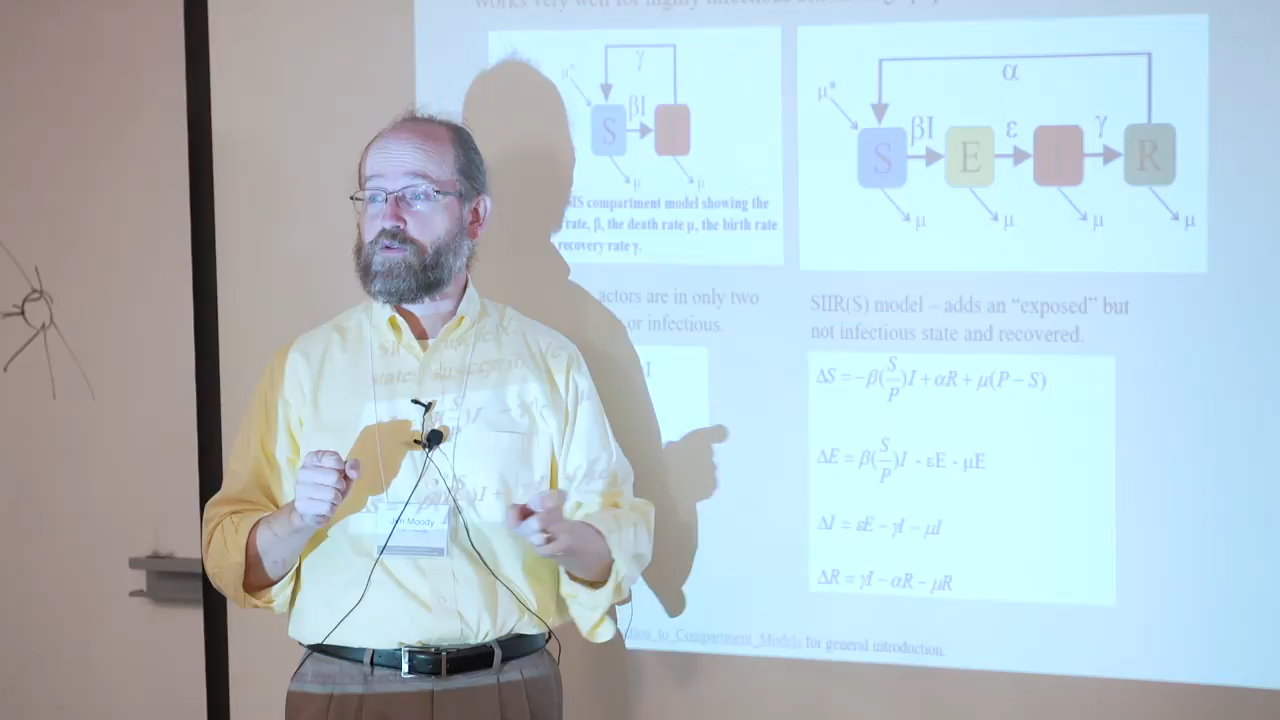 works very well for highly infectious
γ
μ*
βI
S
μ
μ
SIS compartment model showing the
rate, β, the death rate μ, the birth rate
recovery rate γ.
α
μ*
βI
ε
γ
S
E
R
μ
μ
μ
μ
actors are in only two
or infectious.
SIIR(S) model – adds an “exposed” but
not infectious state and recovered.
I
ΔS = −β(S/P)I + αR + μ(P − S)
ΔE = β(S/P)I - εE - μE
ΔI = εE − γI − μI
ΔR = γI − αR − μR
_to_Compartment_Models for general introduction.
Moody